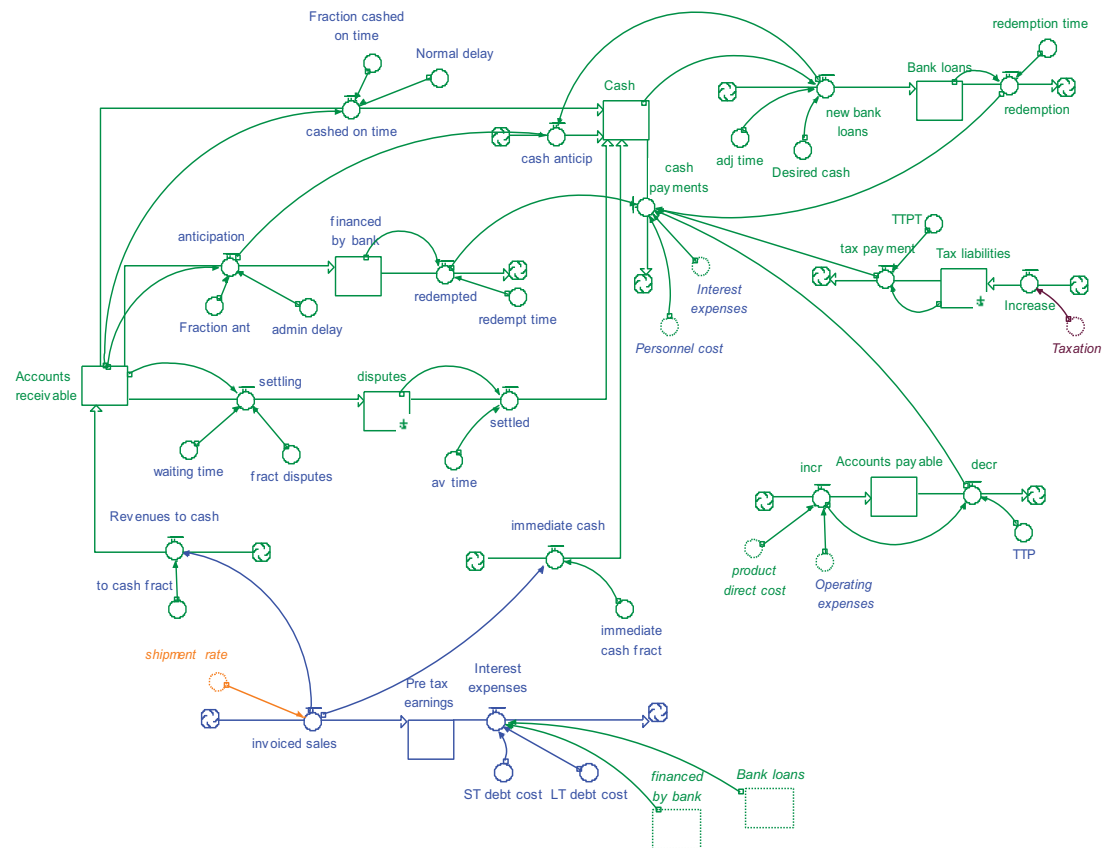 Fraction cashed
on time
Normal delay
cashed on time
Cash
cash anticip
new bank
loans
adj time
Desired cash
Bank loans
redemption time
redemption
cash
payments
anticipation
Fraction ant
admin delay
financed
by bank
redempted
redempt time
Interest
expenses
Personnel cost
TTPT
tax payment
Tax liabilities
Increase
Taxation
Accounts
receivable
settling
waiting time
fract disputes
disputes
settled
av time
incr
Accounts payable
decr
product
direct cost
Operating
expenses
TTP
Revenues to cash
to cash fract
immediate cash
immediate
cash fract
shipment rate
invoiced sales
Pre tax
earnings
Interest
expenses
ST debt cost
LT debt cost
financed
by bank
Bank loans